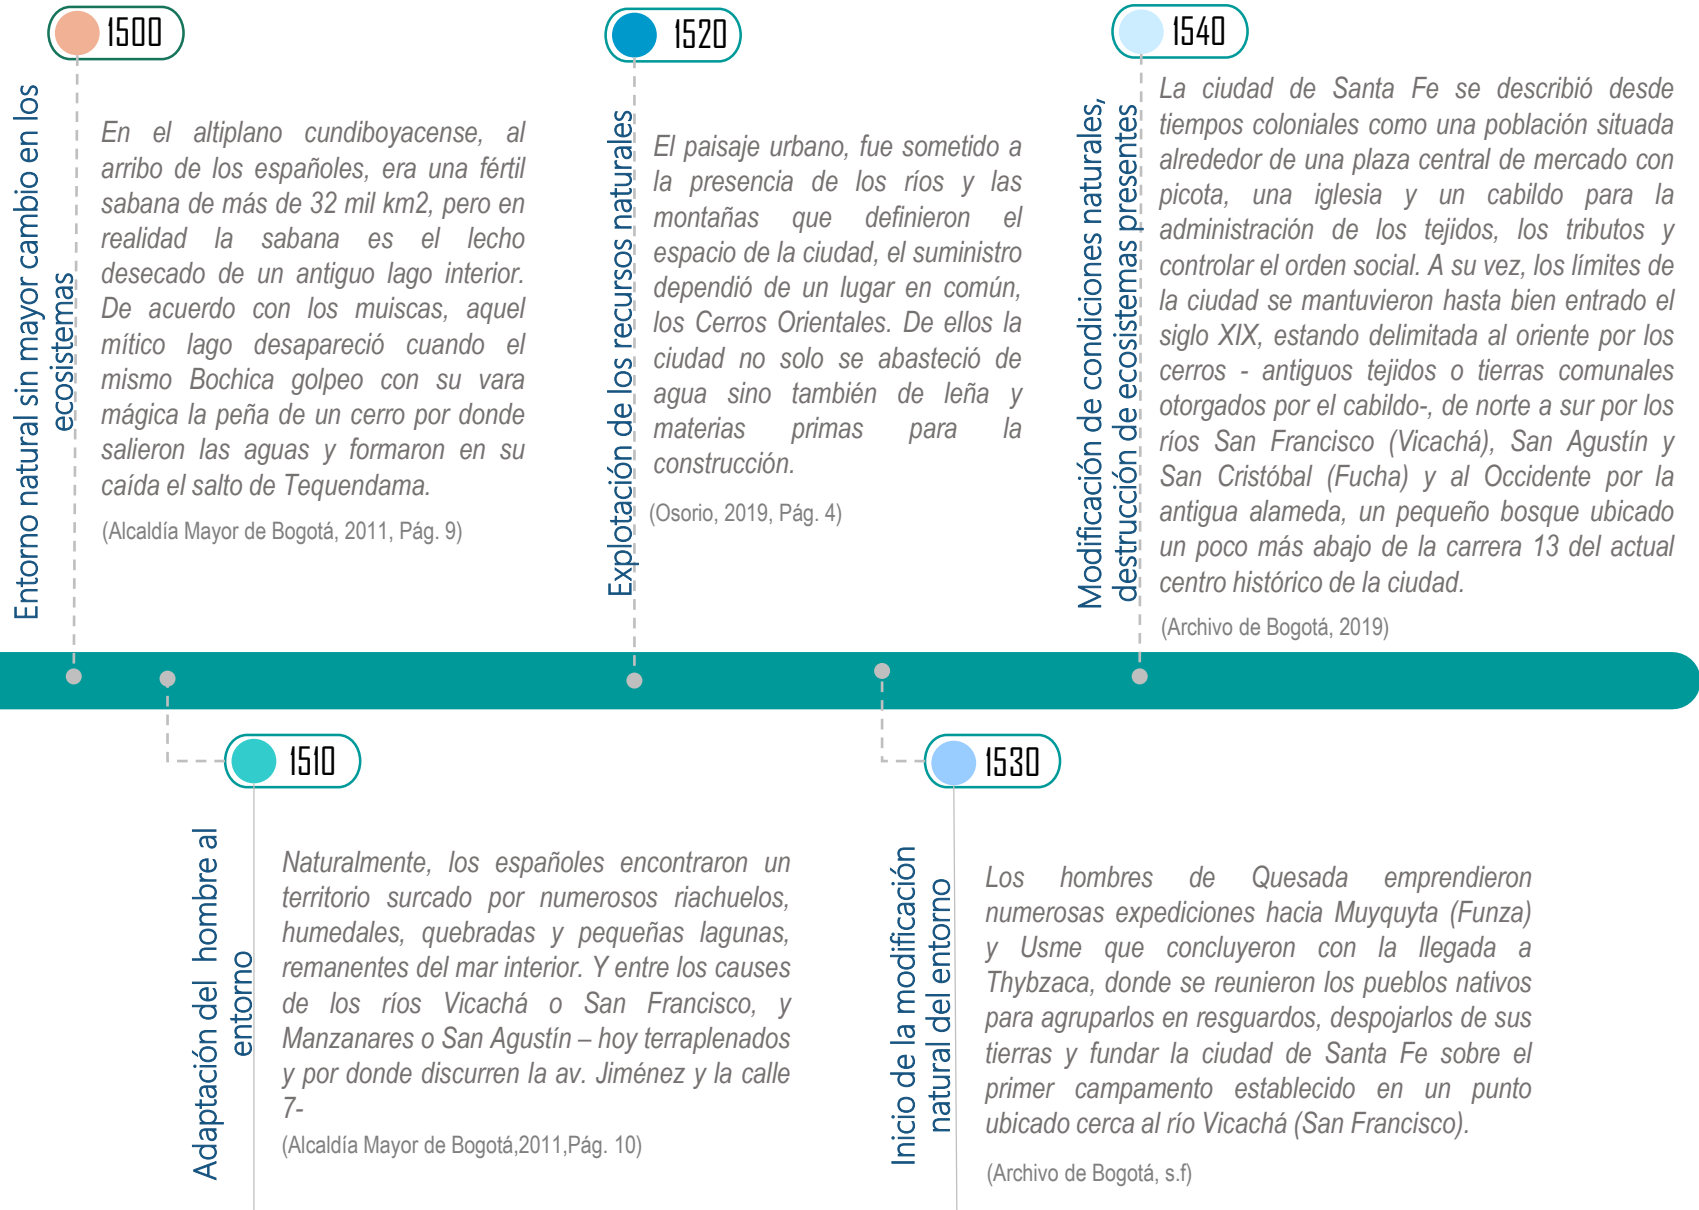 1500
Entorno natural sin mayor cambio en los
ecosistemas
En el altiplano cundiboyacense, al
arribo de los españoles, era una fértil
sabana de más de 32 mil km2, pero en
realidad la sabana es el lecho
desecado de un antiguo lago interior.
De acuerdo con los muiscas, aquel
mítico lago desapareció cuando el
mismo Bochica golpeo con su vara
mágica la peña de un cerro por donde
salieron las aguas y formaron en su
caída el salto de Tequendama.
(Alcaldía Mayor de Bogotá, 2011, Pág. 9)
1520
Explotación de los recursos naturales
El paisaje urbano, fue sometido a
la presencia de los ríos y las
montañas que definieron el
espacio de la ciudad, el suministro
dependió de un lugar en común,
los Cerros Orientales. De ellos la
ciudad no solo se abasteció de
agua sino también de leña y
materias primas para la
construcción.
(Osorio, 2019, Pág. 4)
1540
Modificación de condiciones naturales,
destrucción de ecosistemas presentes
La ciudad de Santa Fe se describió desde
tiempos coloniales como una población situada
alrededor de una plaza central de mercado con
picota, una iglesia y un cabildo para la
administración de los tejidos, los tributos y
controlar el orden social. A su vez, los límites de
la ciudad se mantuvieron hasta bien entrado el
siglo XIX, estando delimitada al oriente por los
cerros - antiguos tejidos o tierras comunales
otorgados por el cabildo-, de norte a sur por los
ríos San Francisco (Vicachá), San Agustín y
San Cristóbal (Fucha) y al Occidente por la
antigua alameda, un pequeño bosque ubicado
un poco más abajo de la carrera 13 del actual
centro histórico de la ciudad.
(Archivo de Bogotá, 2019)
1510
Adaptación del hombre al
entorno
Naturalmente, los españoles encontraron un
territorio surcado por numerosos riachuelos,
humedales, quebradas y pequeñas lagunas,
remanentes del mar interior. Y entre los causes
de los ríos Vicachá o San Francisco, y
Manzanares o San Agustín – hoy terraplenados
y por donde discurren la av. Jiménez y la calle
7-
(Alcaldía Mayor de Bogotá,2011,Pág. 10)
1530
Inicio de la modificación
natural del entorno
Los hombres de Quesada emprendieron
numerosas expediciones hacia Muyquyta (Funza)
y Usme que concluyeron con la llegada a
Thybzaca, donde se reunieron los pueblos nativos
para agruparlos en resguardos, despojarlos de sus
tierras y fundar la ciudad de Santa Fe sobre el
primer campamento establecido en un punto
ubicado cerca al río Vicachá (San Francisco).
(Archivo de Bogotá, s.f)